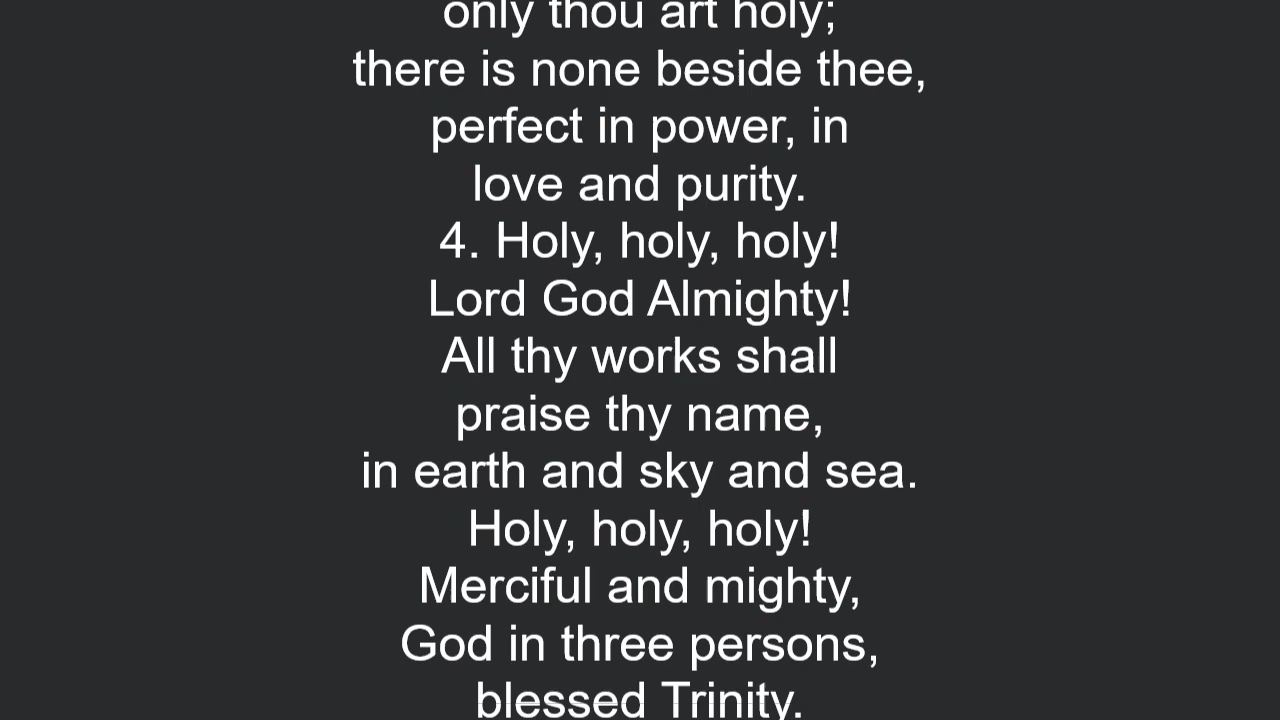 only thou art holy;
there is none beside thee,
perfect in power, in
love and purity.
4. Holy, holy, holy!
Lord God Almighty!
All thy works shall
praise thy name,
in earth and sky and sea.
Holy, holy, holy!
Merciful and mighty,
God in three persons,
blessed Trinity.